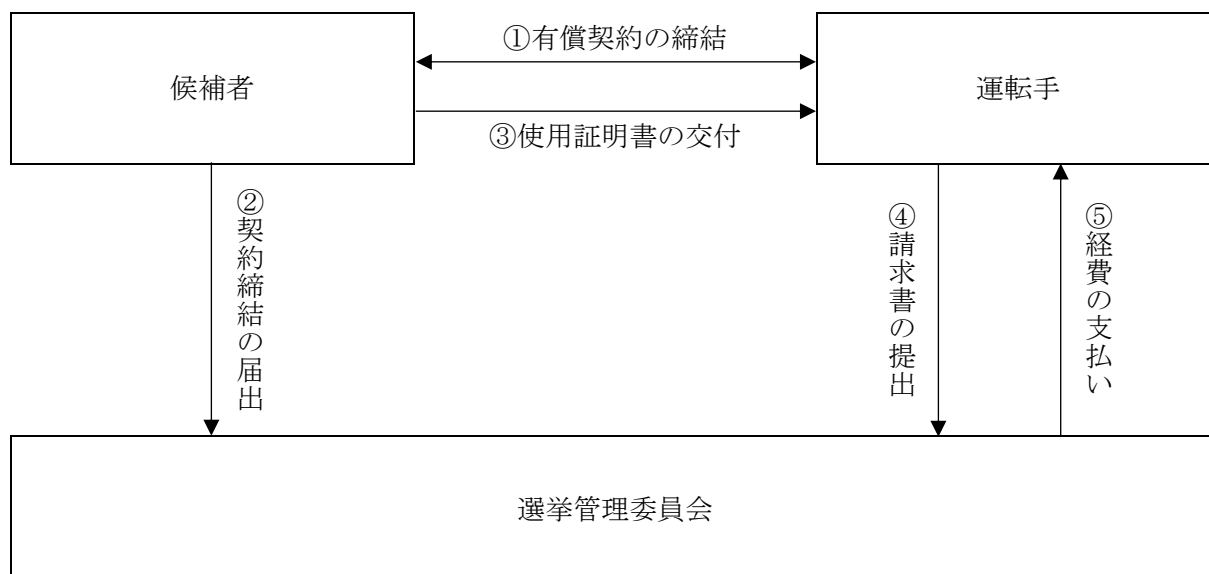 ①有償契約の締結
候補者
運転手
③使用証明書の交付
②契約締結の届出
④請求書の提出
⑤経費の支払い
選挙管理委員会